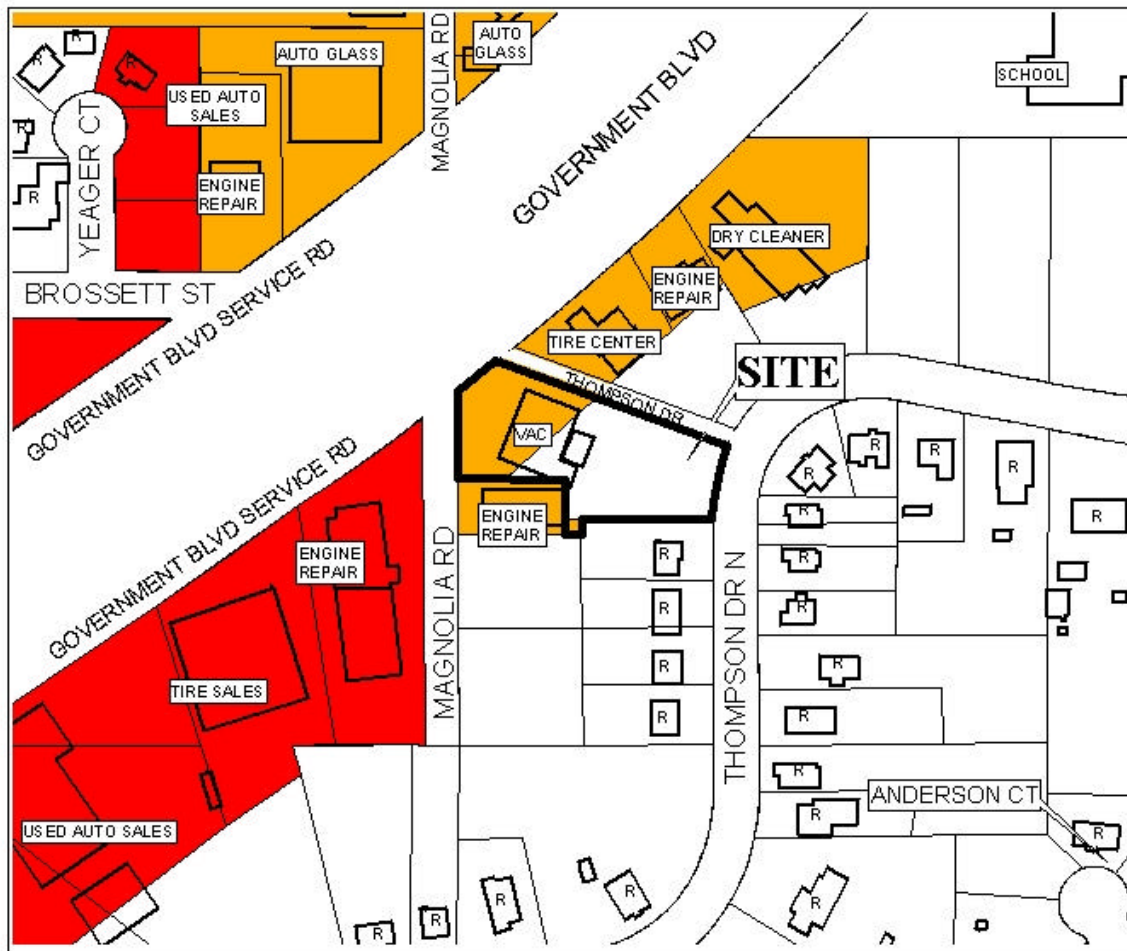 R
R
R
AUTO GLASS
USED AUTO
SALES
ENGINE
REPAIR
R
R
YEAGER CT
BROSSETT ST
MAGNOLIA RD
AUTO
GLASS
GOVERNMENT BLVD
SCHOOL
GOVERNMENT BLVD SERVICE RD
DRY CLEANER
ENGINE
REPAIR
TIRE CENTER
THOMPSON DR
SITE
VAC
ENGINE
REPAIR
GOVERNMENT BLVD SERVICE RD
ENGINE
REPAIR
TIRE SALES
USED AUTO SALES
MAGNOLIA RD
R
R
R
R
THOMPSON DR N
R
R
R
R
R
R
R
R
R
R
R
R
ANDERSON CT
R
R
R
R
R
R